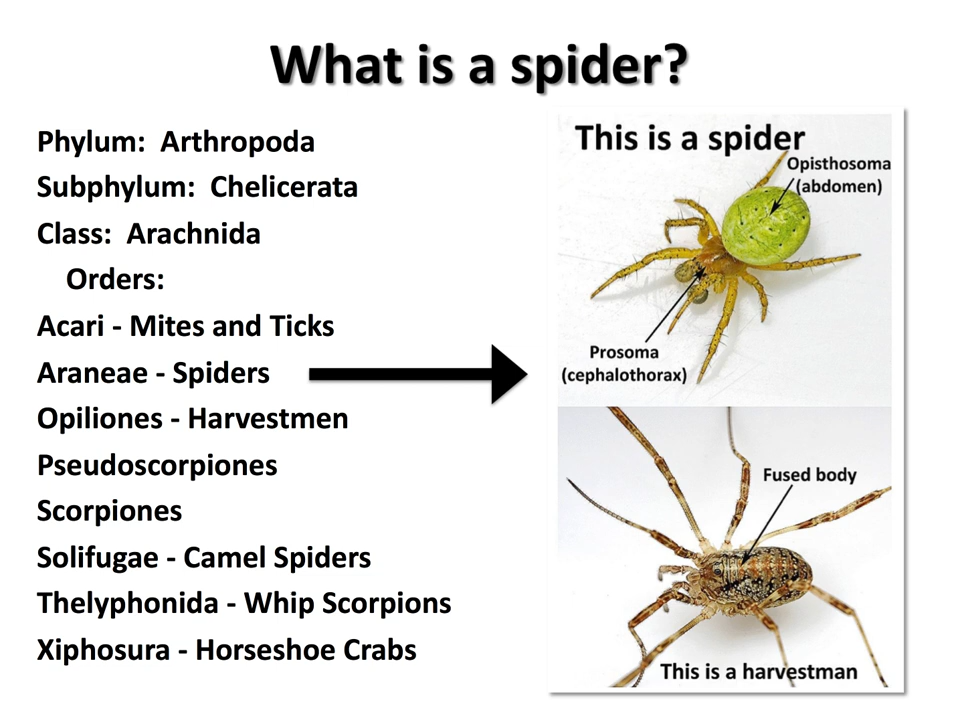 What is a spider?
Phylum: Arthropoda
Subphylum: Chelicerata
Class: Arachnida
Orders:
Acari - Mites and Ticks
Araneae - Spiders
Opiliones - Harvestmen
Pseudoscorpiones
Scorpiones
Solifugae - Camel Spiders
Thelyphonida - Whip Scorpions
Xiphosura - Horseshoe Crabs
This is a spider
Opisthosoma
(abdomen)
Prosoma
(cephalothorax)
Fused body
This is a harvestman